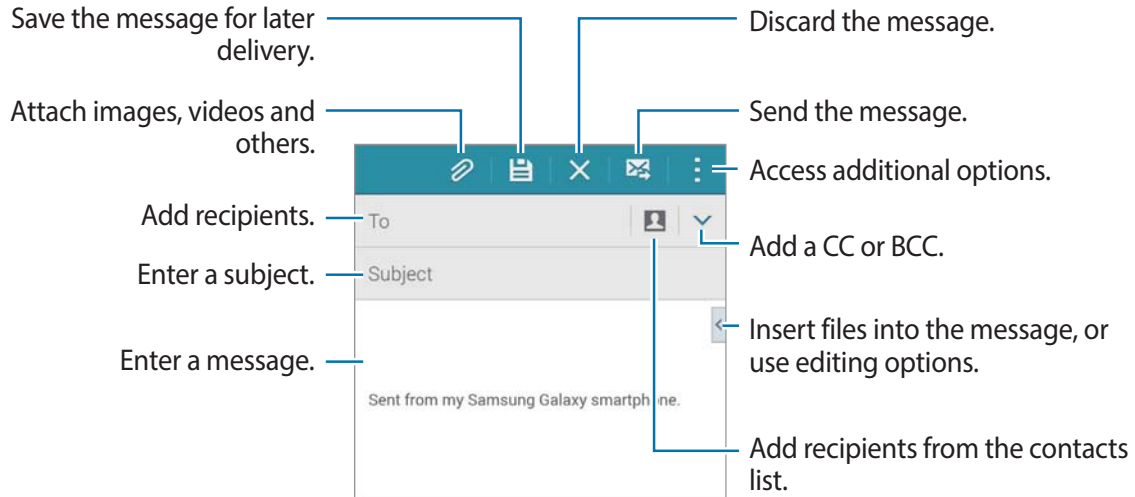 Save the message for later
delivery.
Attach images, videos and
others.
Add recipients.
Enter a subject.
Enter a message.
To
Subject
Sent from my Samsung Galaxy smartphone.
Discard the message.
Send the message.
Access additional options.
Add a CC or BCC.
Insert files into the message, or
use editing options.
Add recipients from the contacts
list.